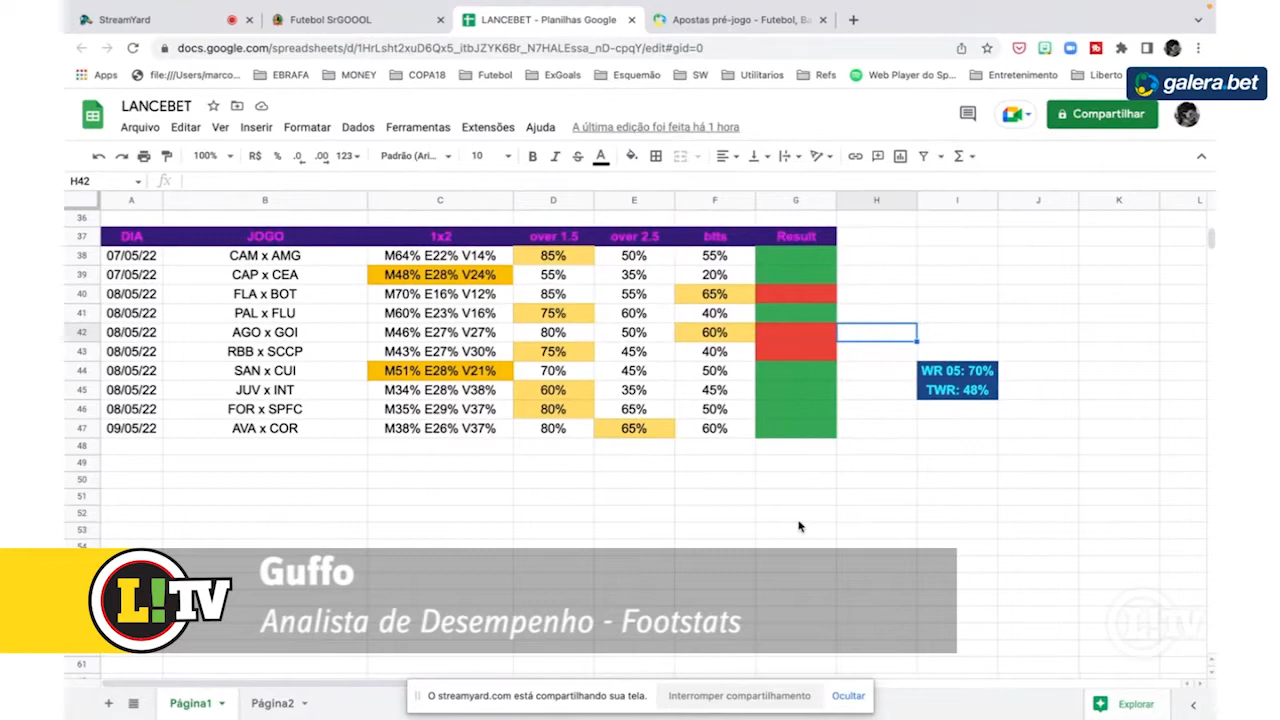 StreamYard
Futebol SrGOOOL
LANCEBET - Planilhas Google
Apostas pré-jogo - Futebol, Ba
docs.google.com/spreadsheets/d/1HrLsht2xuD6Qx5_itbJZYK6Br_N7HALEssa_nD-cpqY/edit#gid=0
Apps file:///Users/marco... EBRAFA MONEY COPA18 Futebol ExGoals Esquemão SW Utilitarios Refs Web Player do Sp... Entretenimento Liberto
galera.bet
LANCEBET
Arquivo Editar Ver Inserir Formatar Dados Ferramentas Extensões Ajuda A última edição foi feita há 1 hora
Compartilhar
100% R$ % .0 .00 123 Padrão (Ari... 10 B I S A Σ
H42 fx
A B C D E F G H I J K L
36
37 DIA JOGO 1x2 over 1.5 over 2.5 btts Result
38 07/05/22 CAM x AMG M64% E22% V14% 85% 50% 55%
39 07/05/22 CAP x CEA M48% E28% V24% 55% 35% 20%
40 08/05/22 FLA x BOT M70% E16% V12% 85% 55% 65%
41 08/05/22 PAL x FLU M60% E23% V16% 75% 60% 40%
42 08/05/22 AGO x GOI M46% E27% V27% 80% 50% 60%
43 08/05/22 RBB x SCCP M43% E27% V30% 75% 45% 40%
44 08/05/22 SAN x CUI M51% E28% V21% 70% 45% 50% WR 05: 70%
45 08/05/22 JUV x INT M34% E28% V38% 60% 35% 45% TWR: 48%
46 08/05/22 FOR x SPFC M35% E29% V37% 80% 65% 50%
47 09/05/22 AVA x COR M38% E26% V37% 80% 65% 60%
48
49
50
51
52
53
L!TV
Guffo
Analista de Desempenho - Footstats
L!TV
61
Página1 Página2
O streamyard.com está compartilhando sua tela. Interromper compartilhamento Ocultar
Explorar